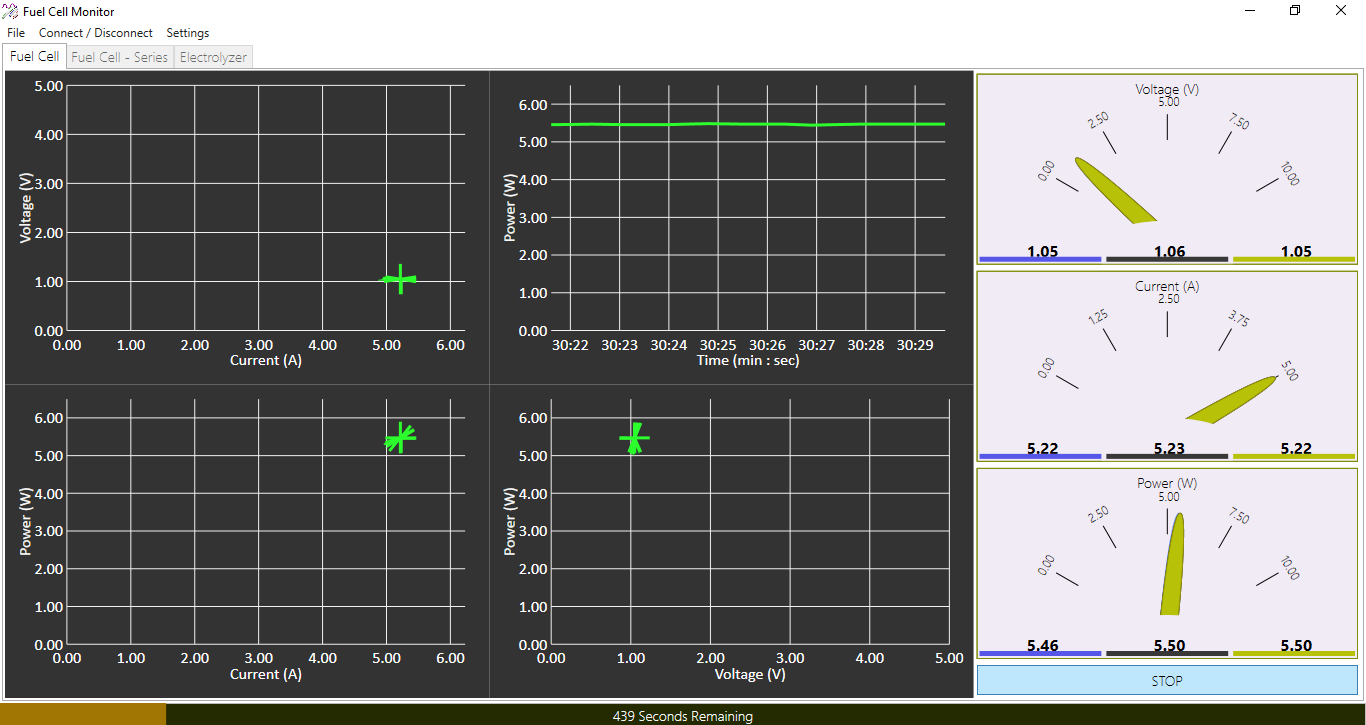 Fuel Cell Monitor
File Connect / Disconnect Settings
Fuel Cell Fuel Cell - Series Electrolyzer
5.00
4.00
3.00
2.00
1.00
0.00
Voltage (V)
0.00 1.00 2.00 3.00 4.00 5.00 6.00
Current (A)
6.00
5.00
4.00
3.00
2.00
1.00
0.00
Power (W)
30:22 30:23 30:24 30:25 30:26 30:27 30:28 30:29
Time (min : sec)
Voltage (V)
0.00 2.50 5.00 7.50 10.00
1.05 1.06 1.05
Current (A)
0.00 1.25 2.50 3.75 5.00
5.22 5.23 5.22
6.00
5.00
4.00
3.00
2.00
1.00
0.00
Power (W)
0.00 1.00 2.00 3.00 4.00 5.00 6.00
Current (A)
6.00
5.00
4.00
3.00
2.00
1.00
0.00
Power (W)
0.00 1.00 2.00 3.00 4.00 5.00
Voltage (V)
Power (W)
0.00 2.50 5.00 7.50 10.00
5.46 5.50 5.50
STOP
439 Seconds Remaining